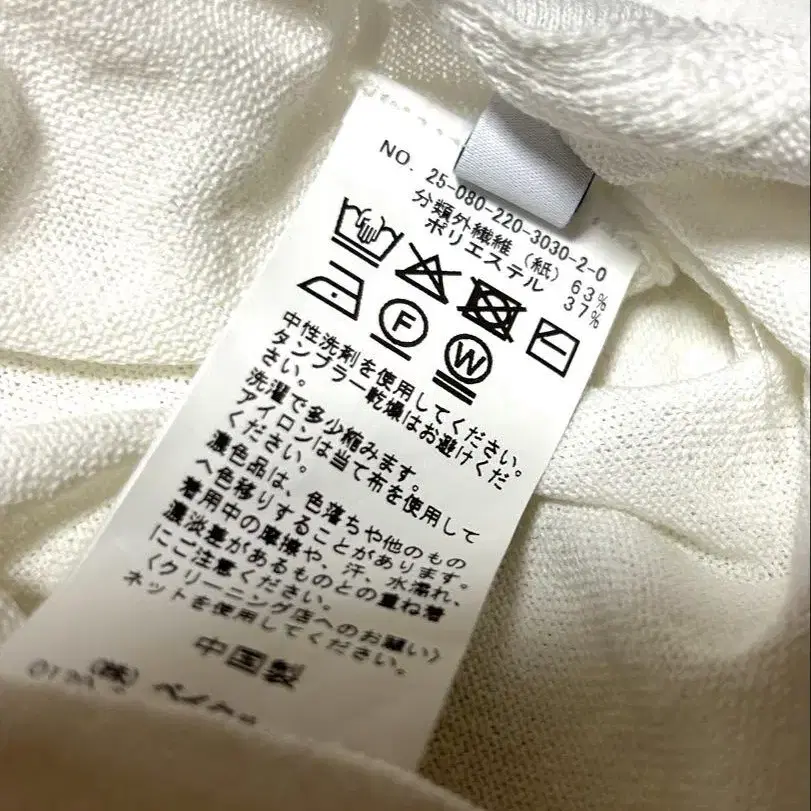 NO. 25-080-220-3030-2-0
分類外繊維(紙) 63%
ポリエステル 37%
F
W
中性洗剤を使用してください。
タンブラー乾燥はお避けくだ
さい。
洗濯で多少縮みます。
アイロンは当て布を使用して
ください。
濃色品は、色落ちや他のもの
へ色移りすることがあります。
着用中の摩擦や、汗、水濡れ、
濃淡差があるものとの重ね着
にご注意ください。
〈クリーニング店へのお願い〉
ネットを使用してください。
中国製
(株)